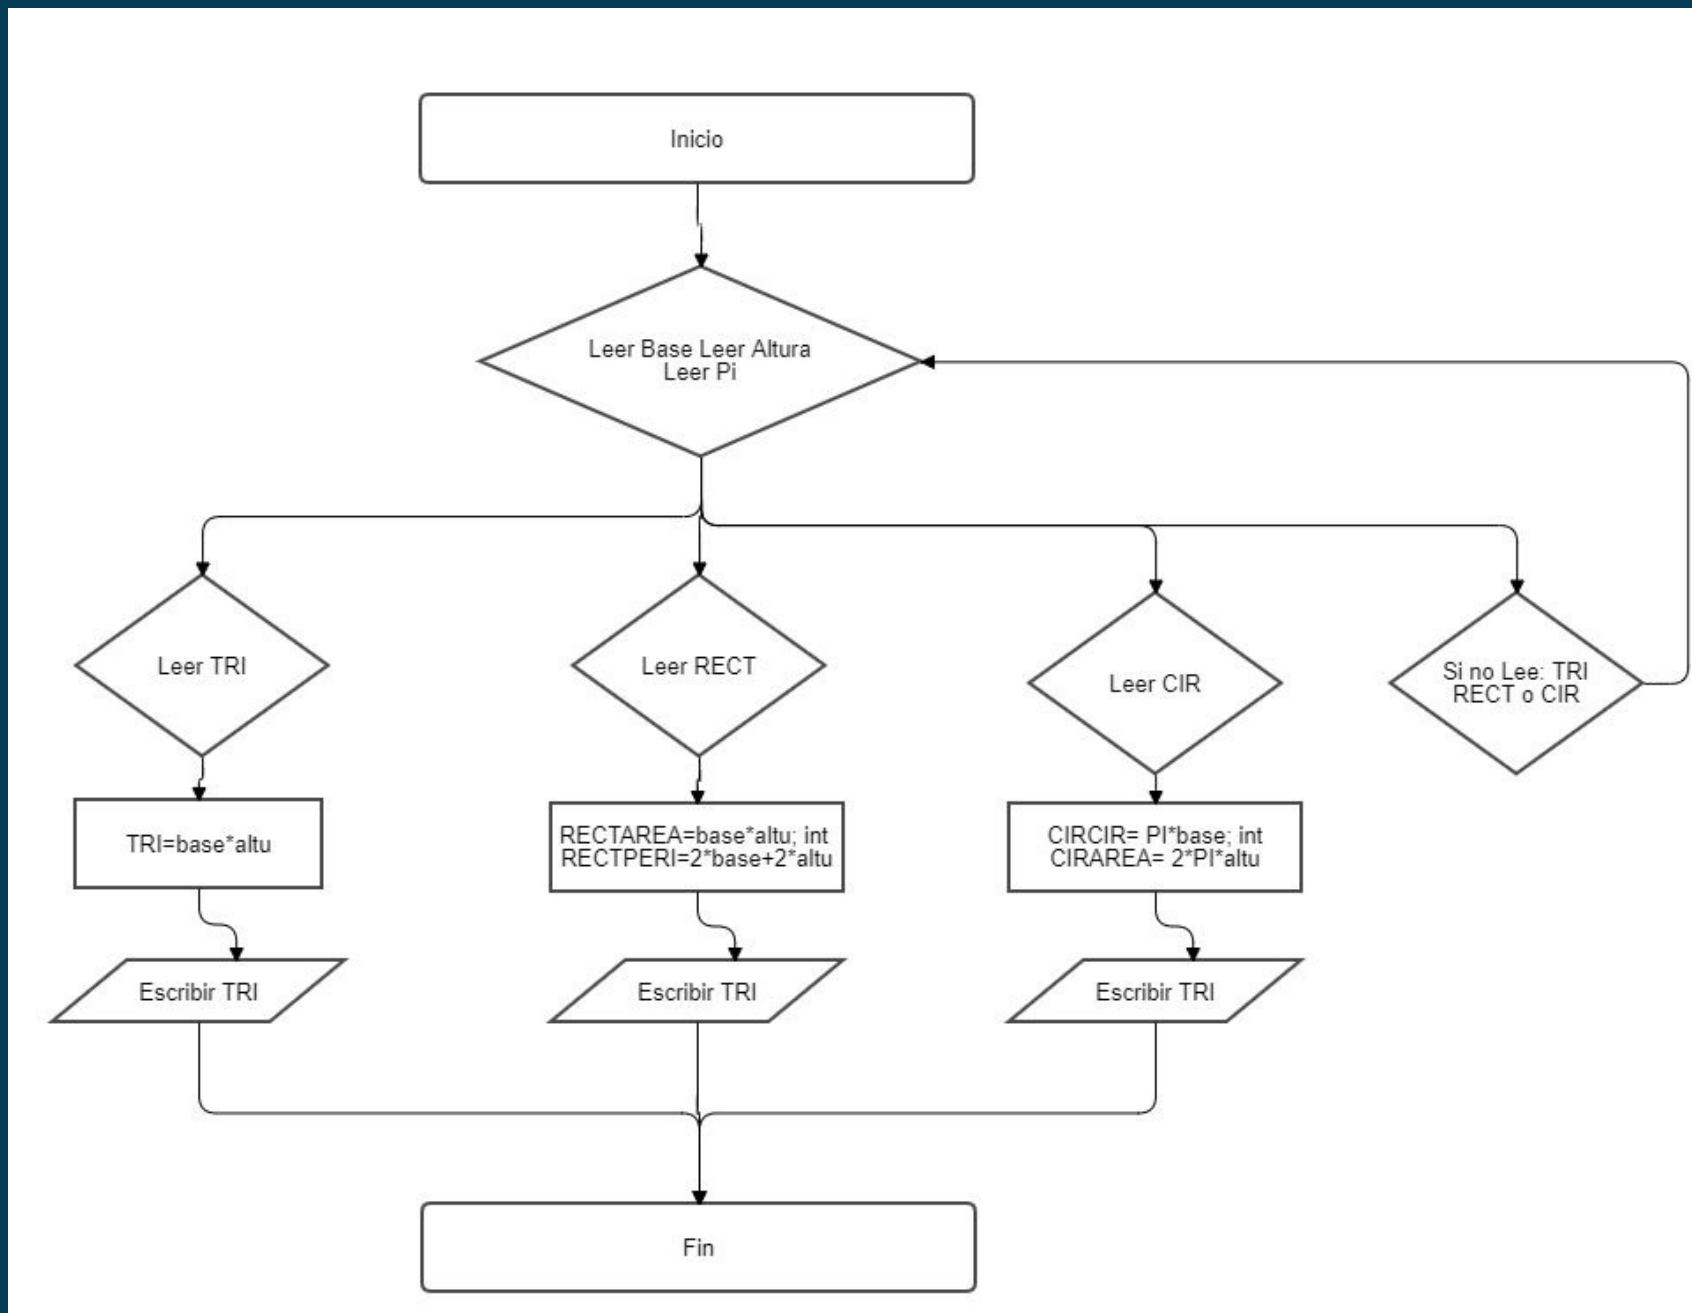 Inicio
Leer Base Leer Altura
Leer Pi
Leer TRI
Leer RECT
Leer CIR
Si no Lee: TRI
RECT o CIR
TRI=base*altu
RECTAREA=base*altu; int
RECTPERI=2*base+2*altu
CIRCIR= PI*base; int
CIRAREA= 2*PI*altu
Escribir TRI
Escribir TRI
Escribir TRI
Fin